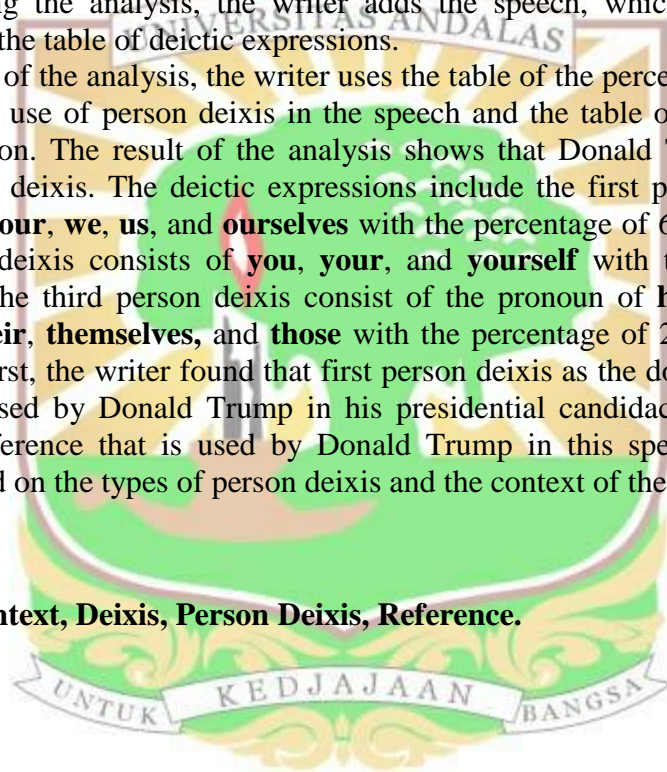 ng the analysis, the writer adds the speech, whic
UNIVERSITAS ANDALAS
the table of deictic expressions.
of the analysis, the writer uses the table of the perce
use of person deixis in the speech and the table o
on. The result of the analysis shows that Donald T
deixis. The deictic expressions include the first p
our, we, us, and ourselves with the percentage of 6
deixis consists of you, your, and yourself with t
he third person deixis consist of the pronoun of h
eir, themselves, and those with the percentage of 2
rst, the writer found that first person deixis as the do
sed by Donald Trump in his presidential candidac
ference that is used by Donald Trump in this spe
d on the types of person deixis and the context of the
ntext, Deixis, Person Deixis, Reference.
UNTUK KEDJAJAAN BANGSA